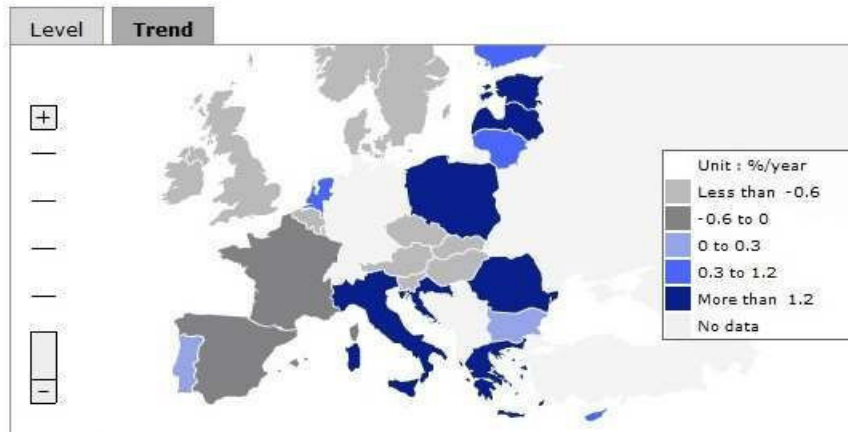 Level
Trend
+
Unit : %/year
Less than -0.6
-0.6 to 0
0 to 0.3
0.3 to 1.2
More than 1.2
No data
−